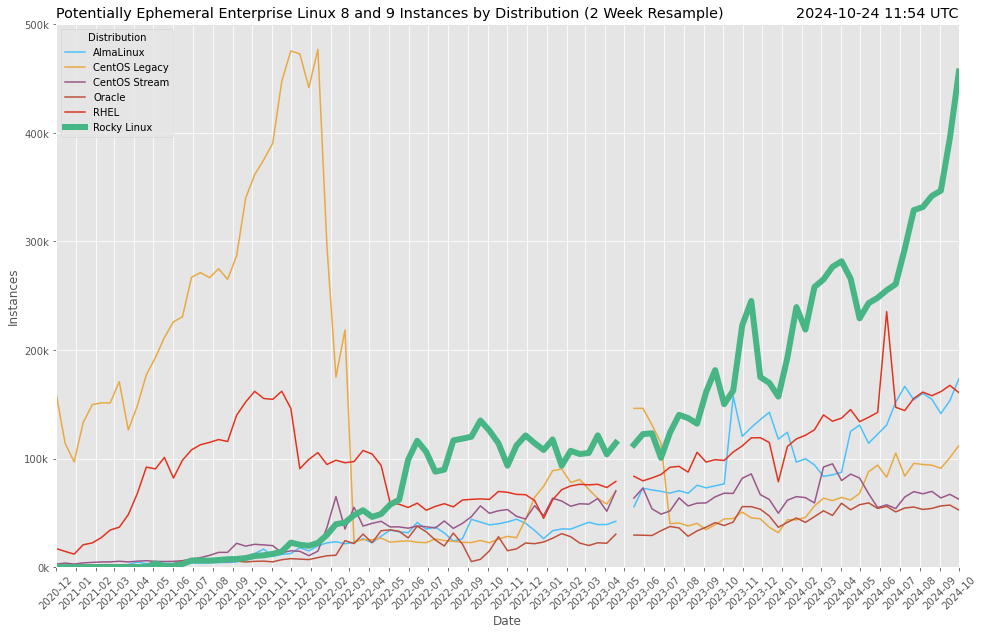 Potentially Ephemeral Enterprise Linux 8 and 9 Instances by Distribution (2 Week Resample)
2024-10-24 11:54 UTC
500k
400k
300k
200k
100k
0k
Instances
Distribution
AlmaLinux
CentOS Legacy
CentOS Stream
Oracle
RHEL
Rocky Linux
2020-12
2021-01
2021-02
2021-03
2021-04
2021-05
2021-06
2021-07
2021-08
2021-09
2021-10
2021-11
2021-12
2022-01
2022-02
2022-03
2022-04
2022-05
2022-06
2022-07
2022-08
2022-09
2022-10
2022-11
2022-12
2023-01
2023-02
2023-03
2023-04
2023-05
2023-06
2023-07
2023-08
2023-09
2023-10
2023-11
2023-12
2024-01
2024-02
2024-03
2024-04
2024-05
2024-06
2024-07
2024-08
2024-09
2024-10
Date